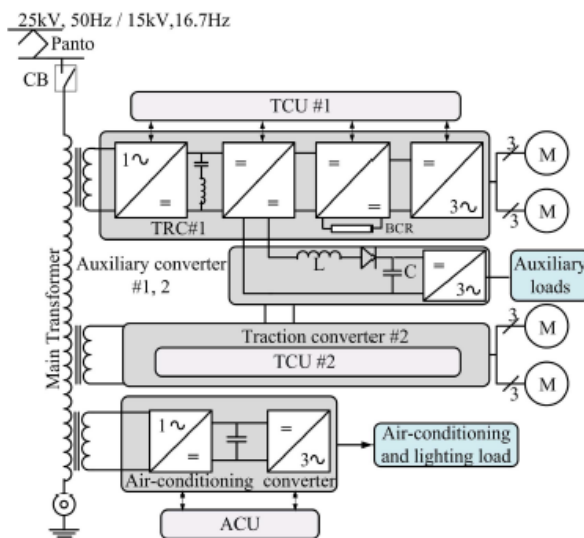 25kV, 50Hz / 15kV,16.7Hz
Panto
CB
TCU #1
1∿
=
=
=
=
=
=
3∿
3
M
3
M
TRC#1
BCR
Auxiliary converter
#1, 2
L
C
=
3∿
Auxiliary
loads
Main Transformer
Traction converter #2
TCU #2
3
M
3
M
1∿
=
=
3∿
Air-conditioning converter
Air-conditioning
and lighting load
ACU